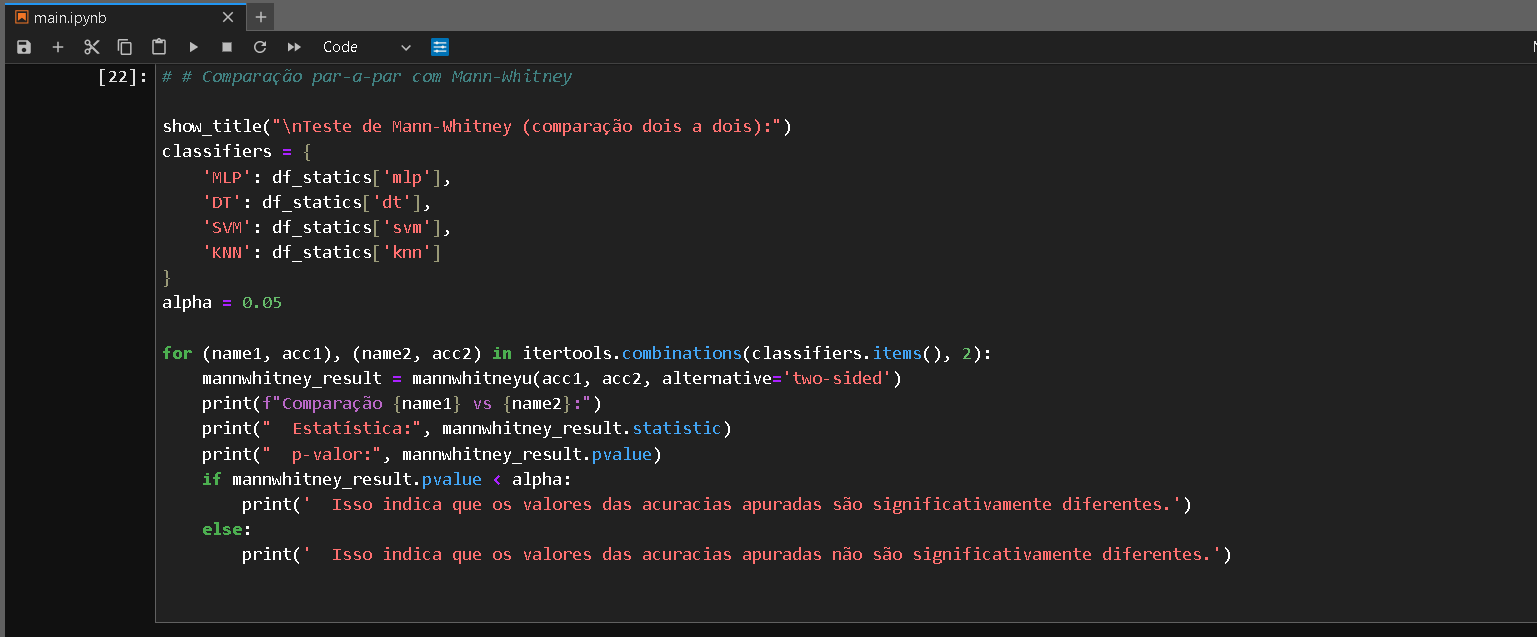 main.ipynb
Code
[22]:
# # Comparação par-a-par com Mann-Whitney
show_title("\nTeste de Mann-Whitney (comparação dois a dois):")
classifiers = {
    'MLP': df_statics['mlp'],
    'DT': df_statics['dt'],
    'SVM': df_statics['svm'],
    'KNN': df_statics['knn']
}
alpha = 0.05
for (name1, acc1), (name2, acc2) in itertools.combinations(classifiers.items(), 2):
    mannwhitney_result = mannwhitneyu(acc1, acc2, alternative='two-sided')
    print(f"Comparação {name1} vs {name2}:")
    print("  Estatística:", mannwhitney_result.statistic)
    print("  p-valor:", mannwhitney_result.pvalue)
    if mannwhitney_result.pvalue < alpha:
        print('  Isso indica que os valores das acuracias apuradas são significativamente diferentes.')
    else:
        print('  Isso indica que os valores das acuracias apuradas não são significativamente diferentes.')